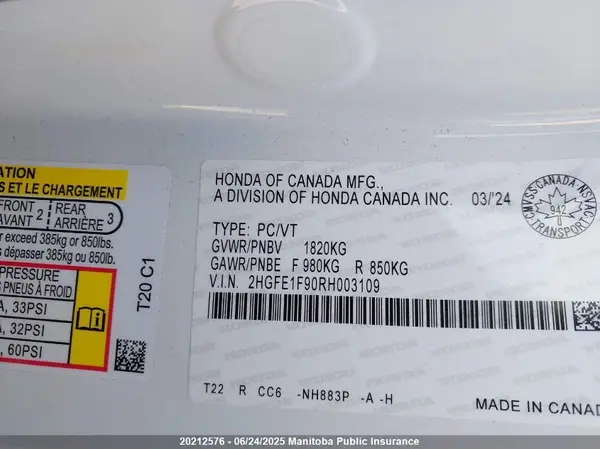 ATION
S ET LE CHARGEMENT
FRONT
AVANT 2
REAR
ARRIÈRE 3
r exceed 385kg or 850lbs.
s dépasser 385kg ou 850lb.
PRESSURE
S PNEUS À FROID
A, 33PSI
A, 32PSI
, 60PSI
T20 C1
HONDA OF CANADA MFG.,
A DIVISION OF HONDA CANADA INC. 03/'24
TYPE: PC/VT
GVWR/PNBV 1820KG
GAWR/PNBE F 980KG R 850KG
V.I.N. 2HGFE1F90RH003109
CMVSS-CANADA-NSVAC
942
1
TRANSPORT
T22 R CC6 -NH883P -A -H
MADE IN CANAD
20212576 - 06/24/2025 Manitoba Public Insurance